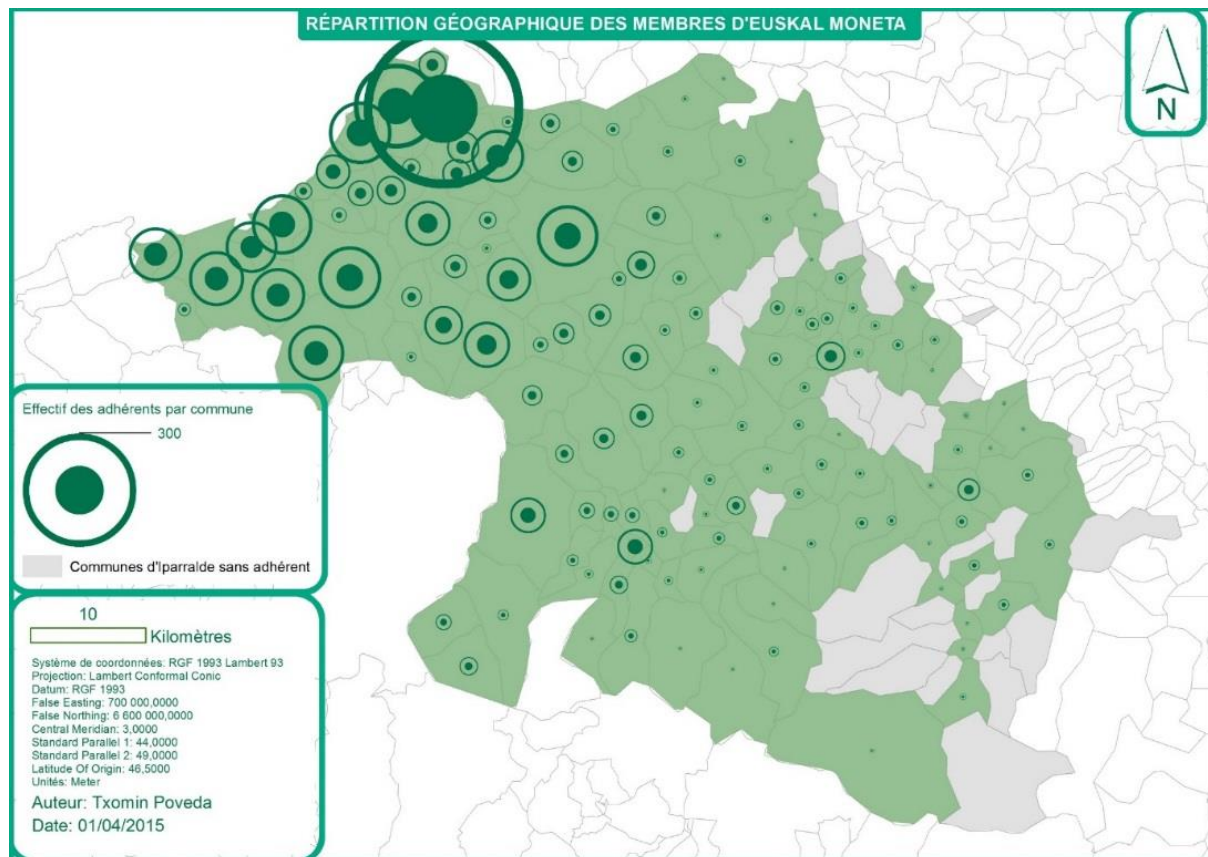 RÉPARTITION GÉOGRAPHIQUE DES MEMBRES D'EUSKAL MONETA
N
Effectif des adhérents par commune
300
Communes d'Iparralde sans adhérent
10
Kilomètres
Système de coordonnées: RGF 1993 Lambert 93
Projection: Lambert Conformal Conic
Datum: RGF 1993
False Easting: 700 000,0000
False Northing: 6 600 000,0000
Central Meridian: 3,0000
Standard Parallel 1: 44,0000
Standard Parallel 2: 49,0000
Latitude Of Origin: 46,5000
Unités: Meter
Auteur: Txomin Poveda
Date: 01/04/2015